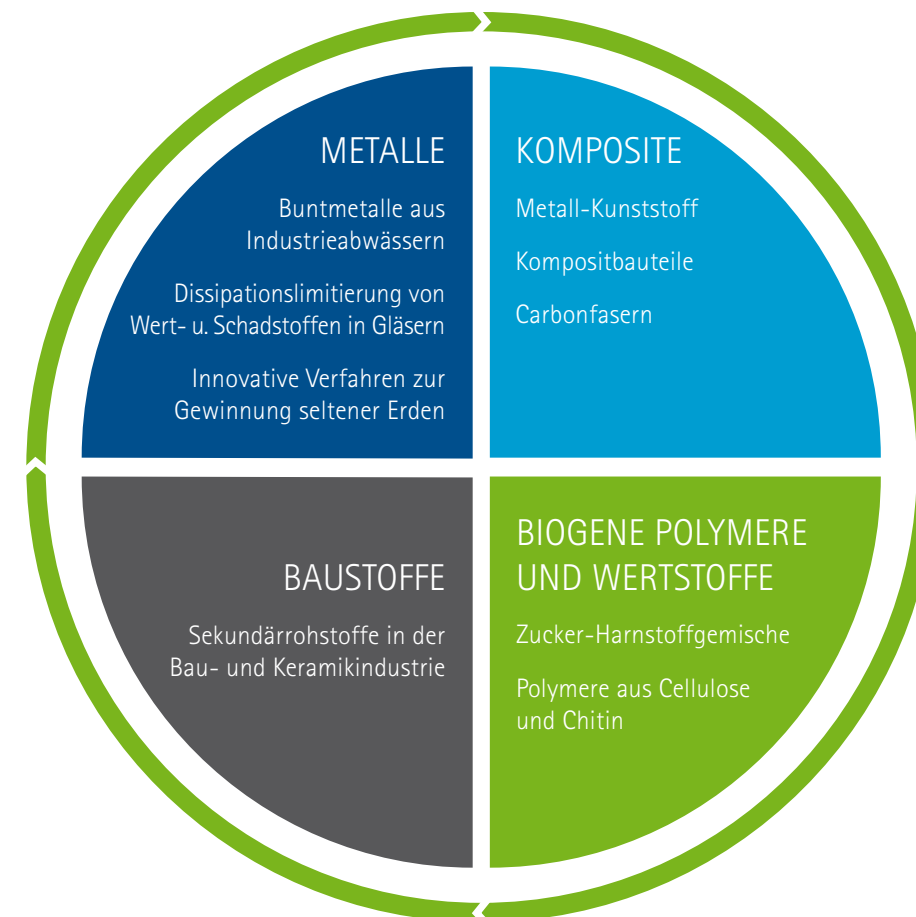 METALLE
Buntmetalle aus
Industrieabwässern
Dissipationslimitierung von
Wert- u. Schadstoffen in Gläsern
Innovative Verfahren zur
Gewinnung seltener Erden
KOMPOSITE
Metall-Kunststoff
Kompositbauteile
Carbonfasern
BAUSTOFFE
Sekundärrohstoffe in der
Bau- und Keramikindustrie
BIOGENE POLYMERE
UND WERTSTOFFE
Zucker-Harnstoffgemische
Polymere aus Cellulose
und Chitin